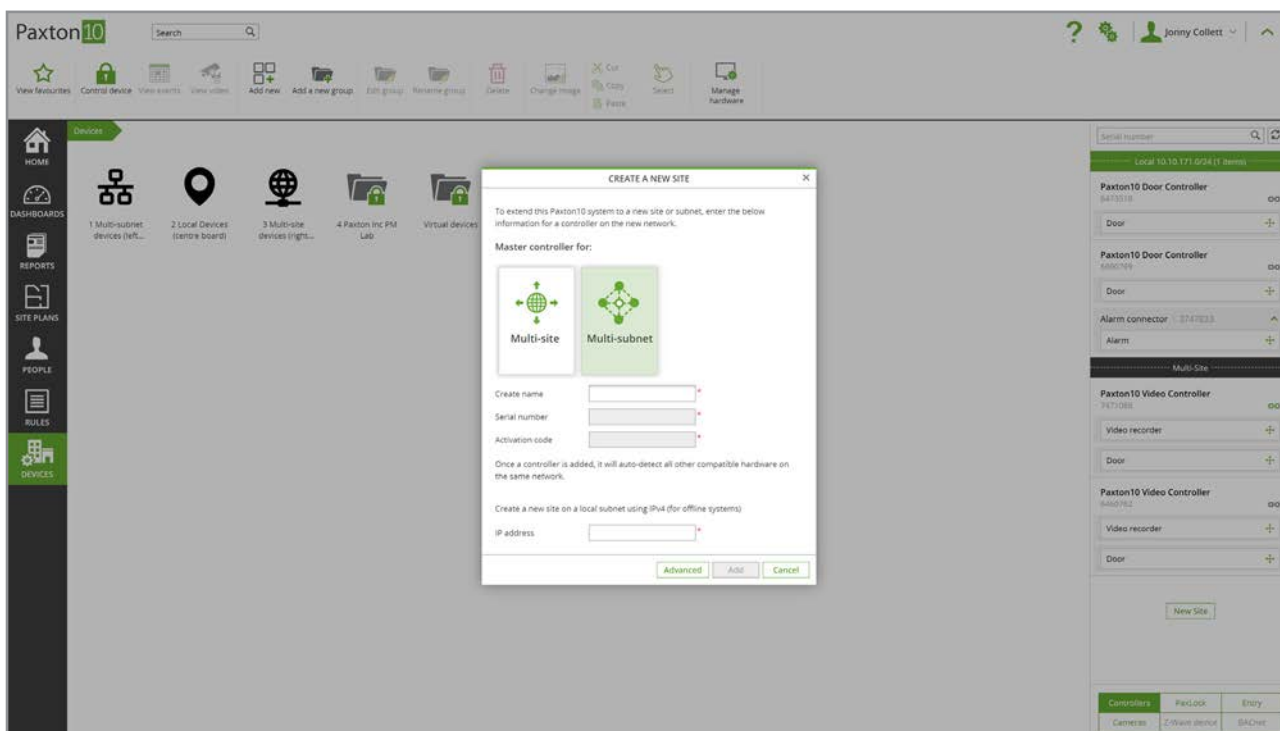 Paxton10
Search
?
Jonny Collett
View favourites
Control device
View events
View video
Add new
Add a new group
Edit group
Rename group
Delete
Change image
Cut
Copy
Paste
Select
Manage
hardware
HOME
DASHBOARDS
REPORTS
SITE PLANS
PEOPLE
RULES
DEVICES
Devices
1 Multi-subnet
devices (left...
2 Local Devices
(centre board)
3 Multi-site
devices (right...
4 Paxton Inc PM
Lab
Virtual devices
CREATE A NEW SITE
To extend this Paxton10 system to a new site or subnet, enter the below
information for a controller on the new network.
Master controller for:
Multi-site
Multi-subnet
Create name *
Serial number *
Activation code *
Once a controller is added, it will auto-detect all other compatible hardware on
the same network.
Create a new site on a local subnet using IPv4 (for offline systems)
IP address *
Advanced
Add
Cancel
Serial number
Local 10.10.171.0/24 (1 items)
Paxton10 Door Controller
Door
Paxton10 Door Controller
Door
Alarm connector
Alarm
Multi-Site
Paxton10 Video Controller
Video recorder
Door
Paxton10 Video Controller
Video recorder
Door
New Site
Controllers
PaxLock
Entry
Cameras
Z-Wave device
BACnet